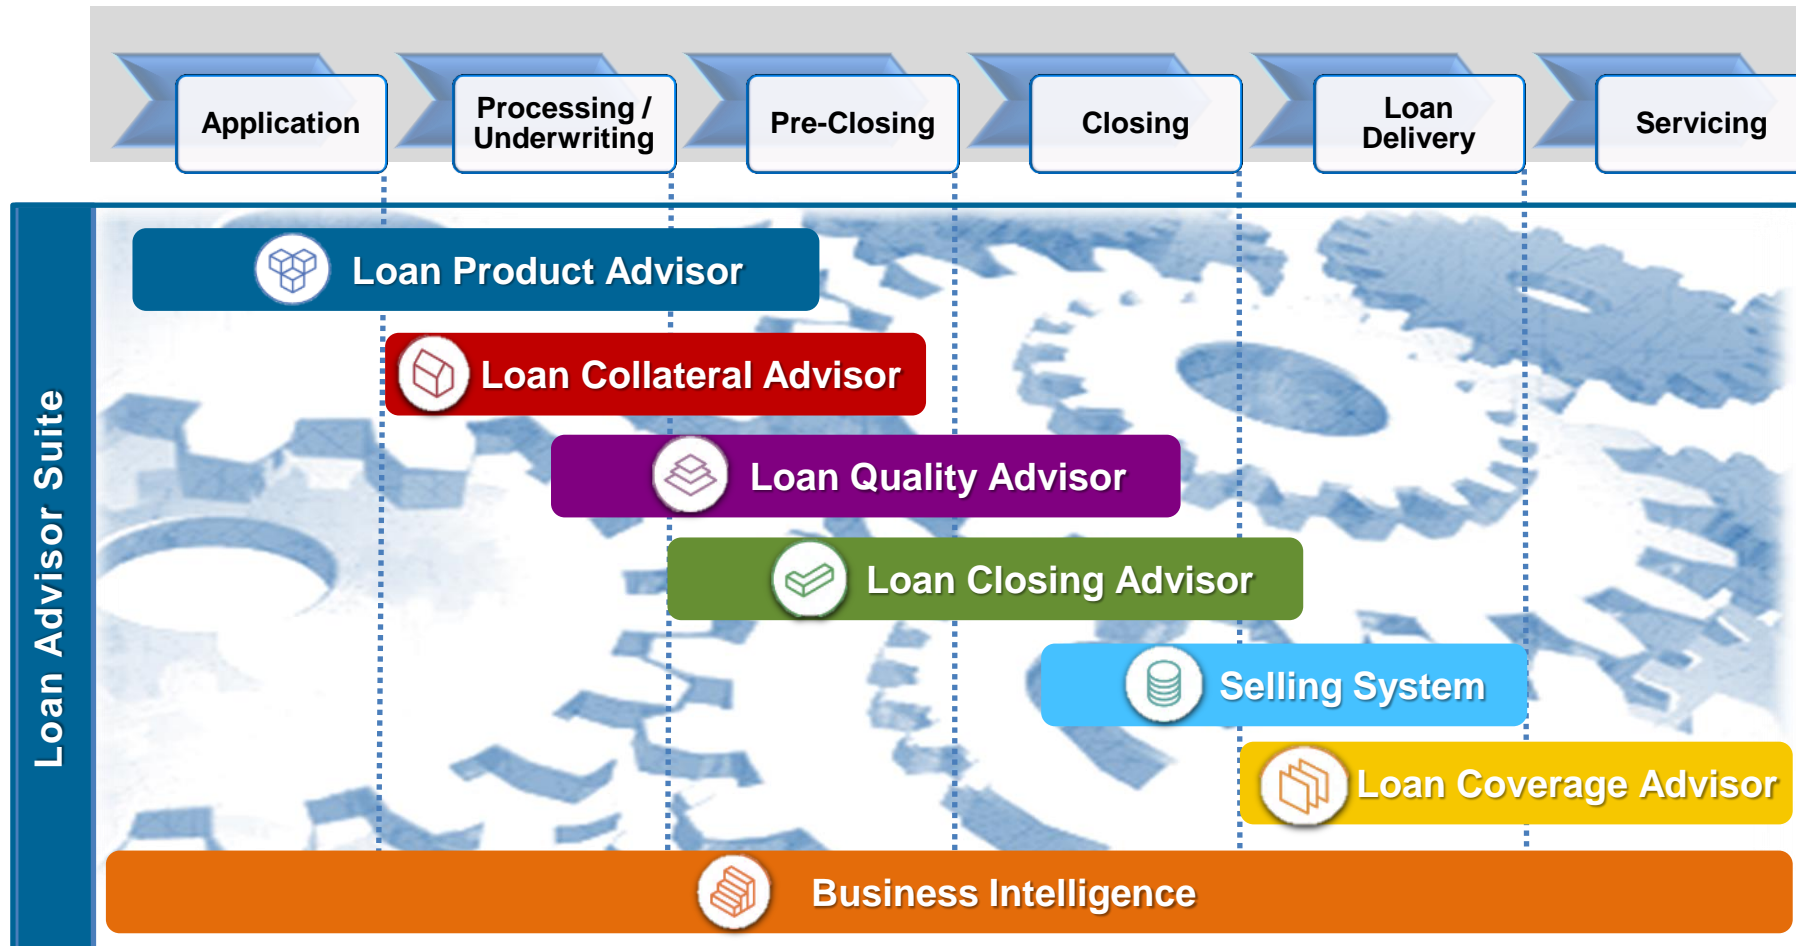 Application
Processing /
Underwriting
Pre-Closing
Closing
Loan
Delivery
Servicing
Loan Advisor Suite
Loan Product Advisor
Loan Collateral Advisor
Loan Quality Advisor
Loan Closing Advisor
Selling System
Loan Coverage Advisor
Business Intelligence